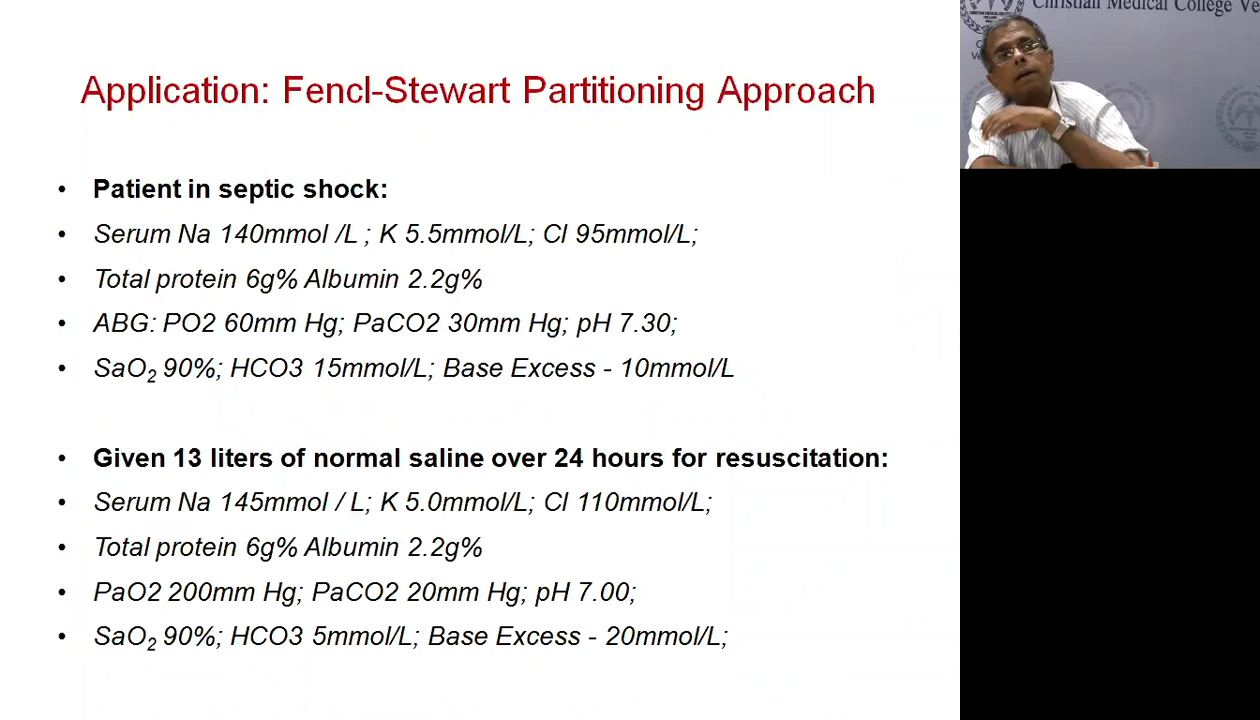 Christian Medical College Ve
Application: Fencl-Stewart Partitioning Approach
• Patient in septic shock:
• Serum Na 140mmol /L ; K 5.5mmol/L; Cl 95mmol/L;
• Total protein 6g% Albumin 2.2g%
• ABG: PO2 60mm Hg; PaCO2 30mm Hg; pH 7.30;
• SaO₂ 90%; HCO3 15mmol/L; Base Excess - 10mmol/L
• Given 13 liters of normal saline over 24 hours for resuscitation:
• Serum Na 145mmol / L; K 5.0mmol/L; Cl 110mmol/L;
• Total protein 6g% Albumin 2.2g%
• PaO2 200mm Hg; PaCO2 20mm Hg; pH 7.00;
• SaO₂ 90%; HCO3 5mmol/L; Base Excess - 20mmol/L;